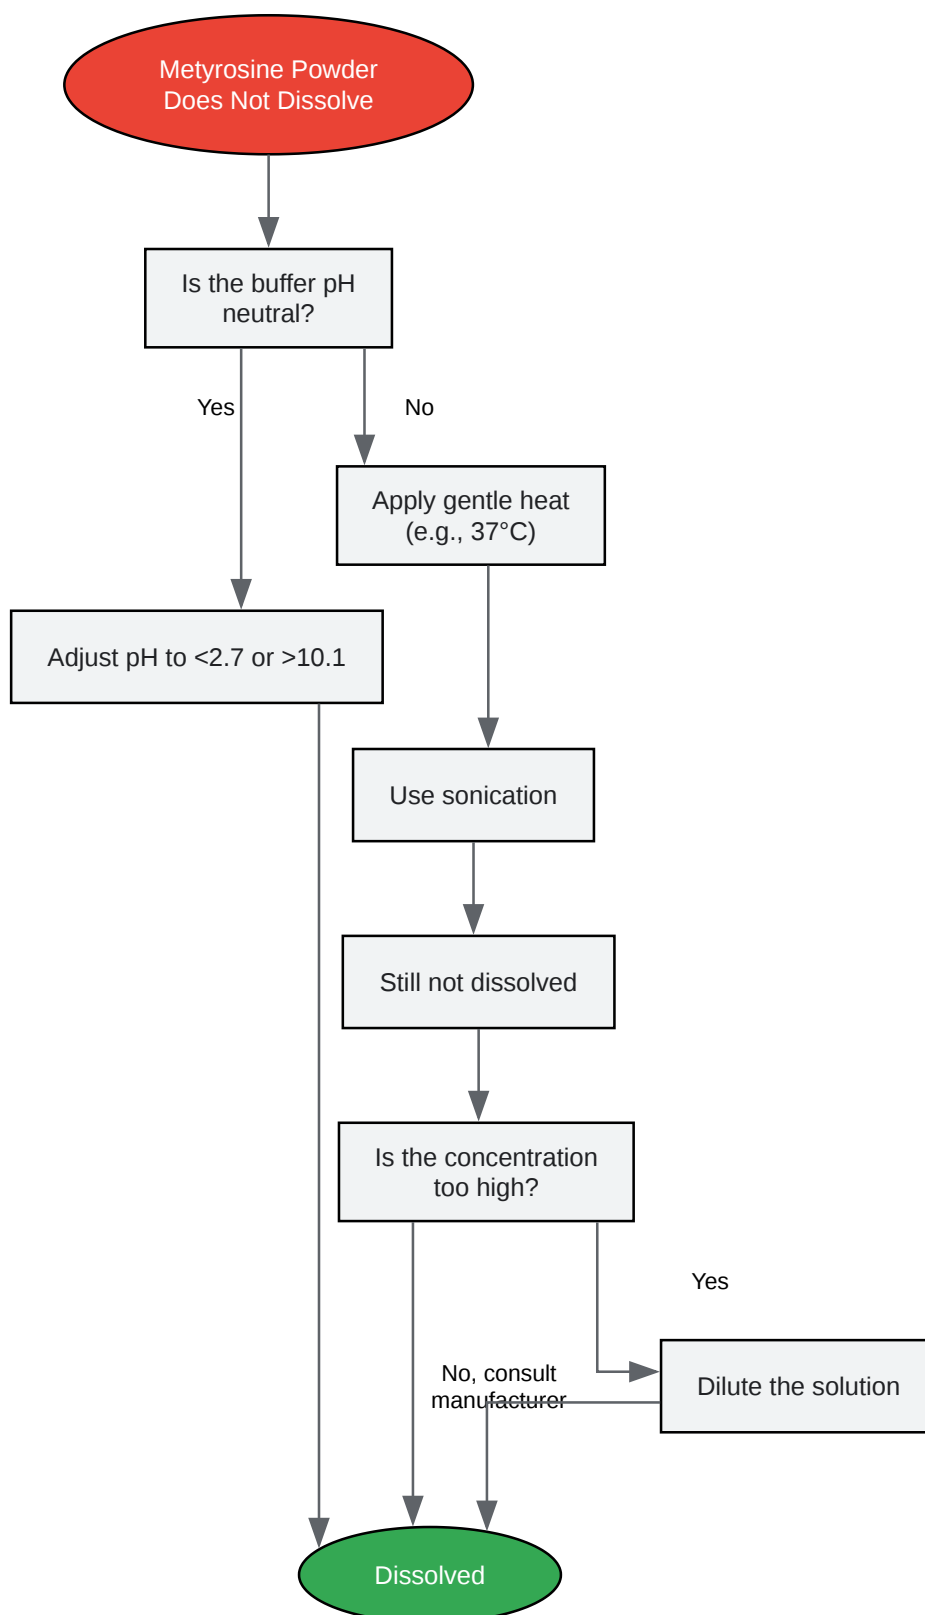 Metyrosine Powder
Does Not Dissolve
Is the buffer pH
neutral?
Yes
No
Apply gentle heat
(e.g., 37°C)
Adjust pH to <2.7 or >10.1
Use sonication
Still not dissolved
Is the concentration
too high?
Yes
No, consult
manufacturer
Dilute the solution
Dissolved